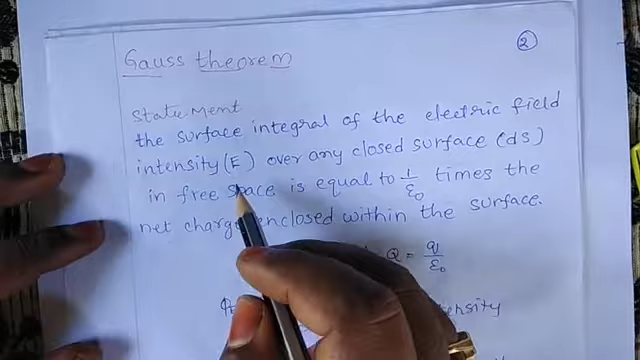 2
Gauss theorem
Statement
the surface integral of the electric field
intensity (E) over any closed surface (ds)
in free space is equal to 1/ε₀ times the
net charge enclosed within the surface.
Q = q/ε₀